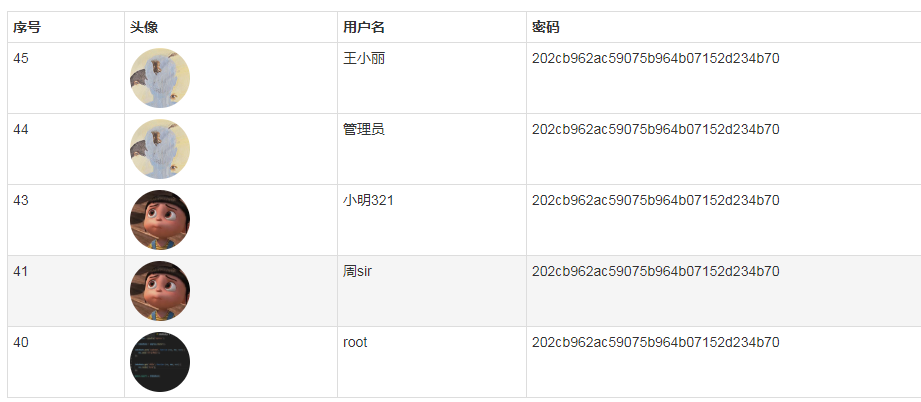 序号 头像 用户名 密码
45 王小丽 202cb962ac59075b964b07152d234b70
44 管理员 202cb962ac59075b964b07152d234b70
43 小明321 202cb962ac59075b964b07152d234b70
41 周sir 202cb962ac59075b964b07152d234b70
40 root 202cb962ac59075b964b07152d234b70